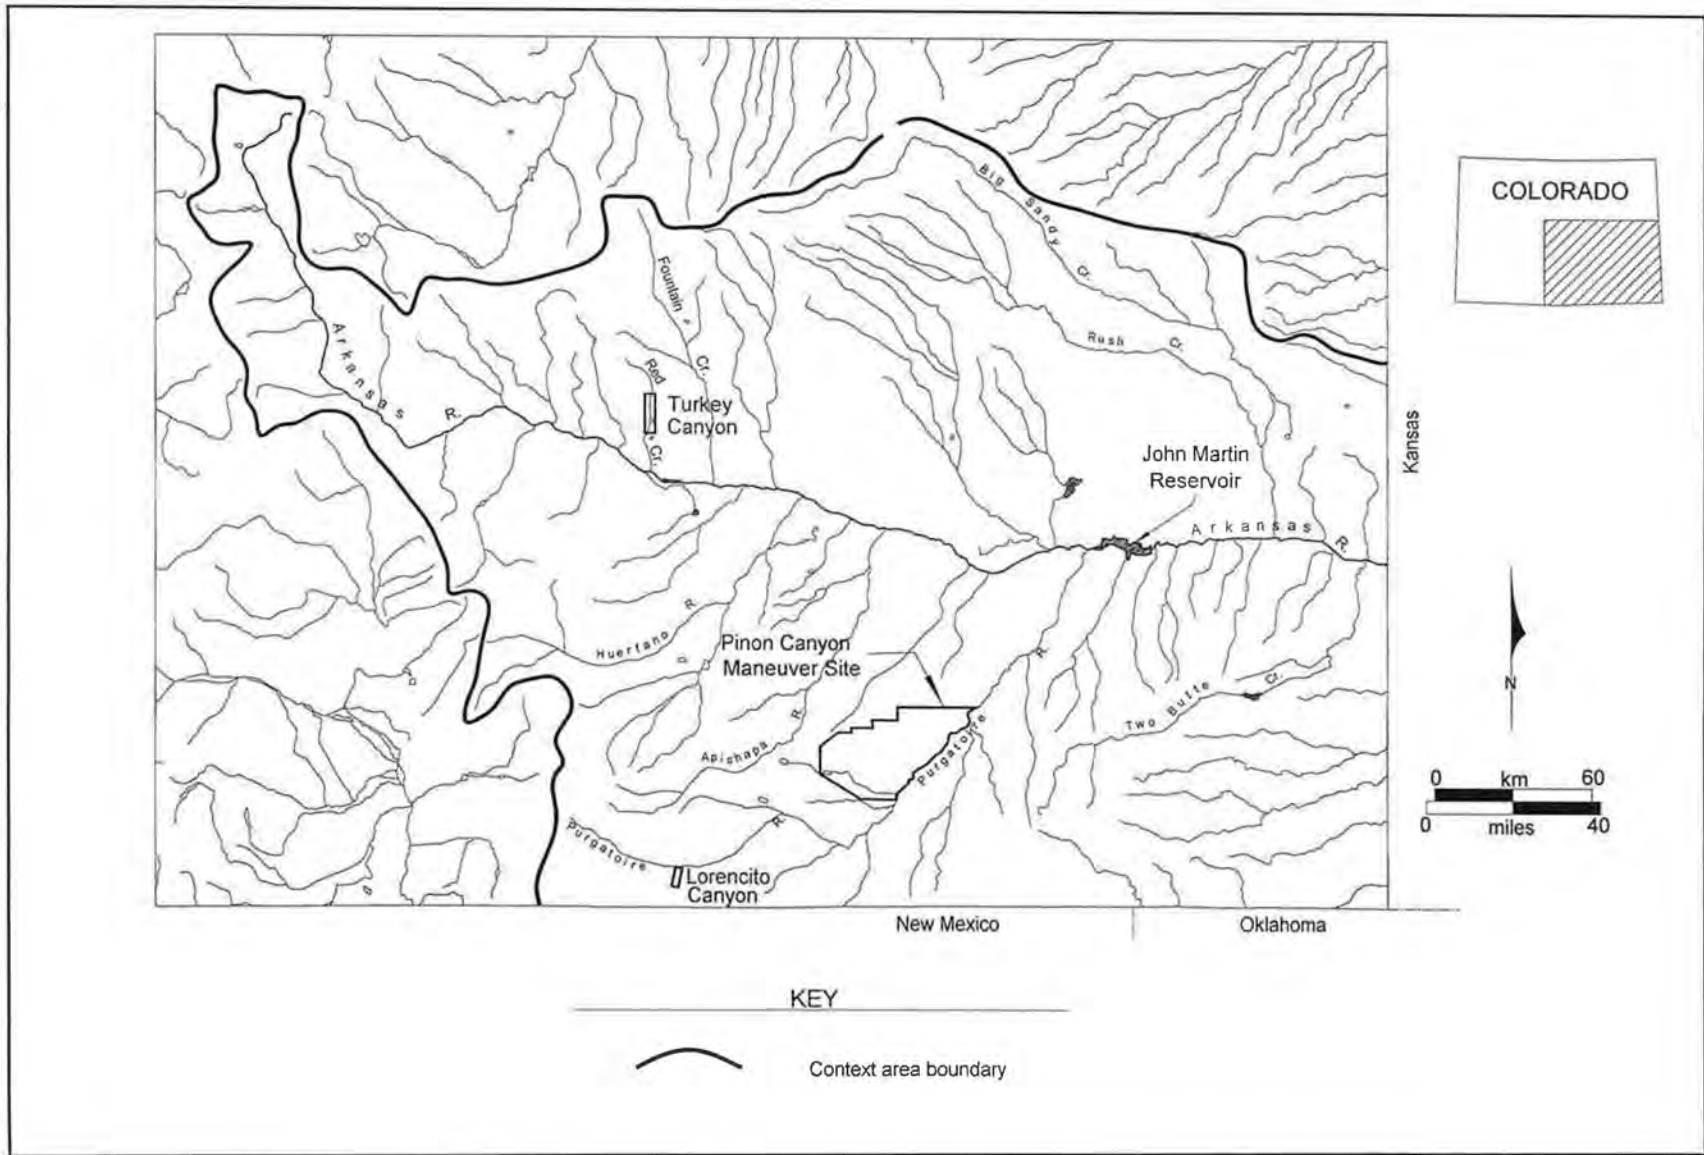 COLORADO
Big Sandy Cr.
Fountain Cr.
Rush Cr.
Arkansas R.
Red Cr.
Turkey
Canyon
Kansas
John Martin
Reservoir
Arkansas R.
Huerfano R.
Pinon Canyon
Maneuver Site
Apishapa R.
Purgatoire R.
Two Butte Cr.
N
0 km 60
0 miles 40
Purgatoire R.
Lorencito
Canyon
New Mexico
Oklahoma
KEY
Context area boundary